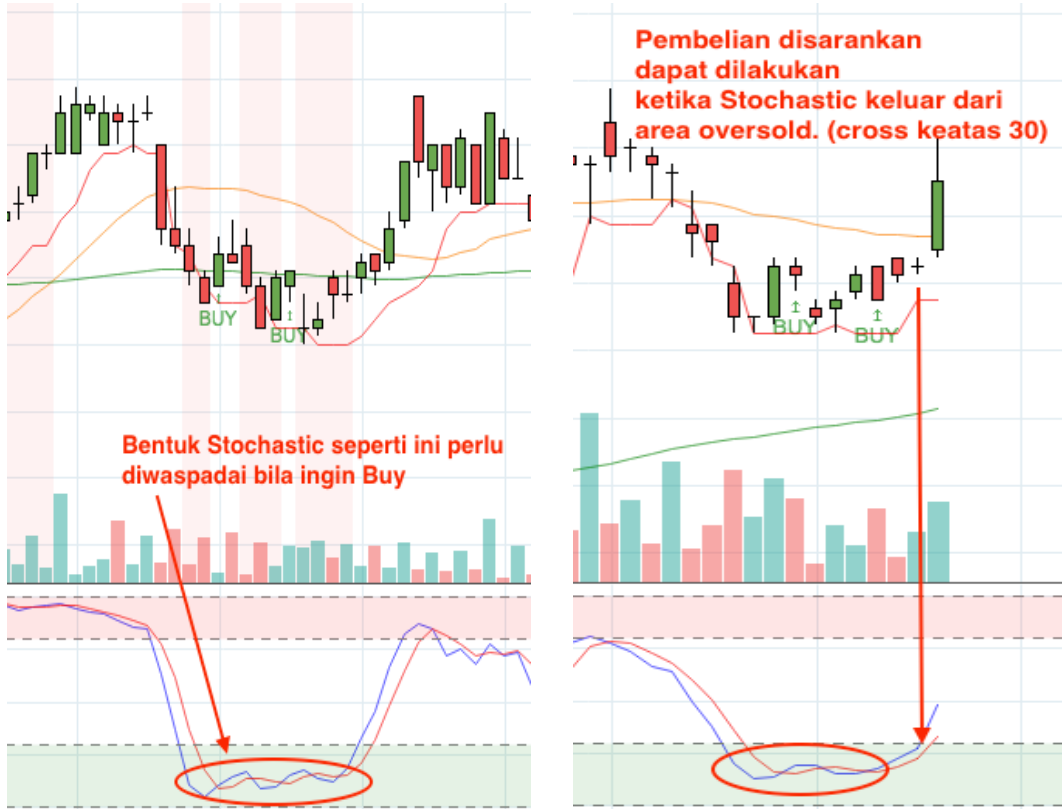 Pembelian disarankan
dapat dilakukan
ketika Stochastic keluar dari
area oversold. (cross keatas 30)
BUY
BUY
BUY
BUY
Bentuk Stochastic seperti ini perlu
diwaspadai bila ingin Buy